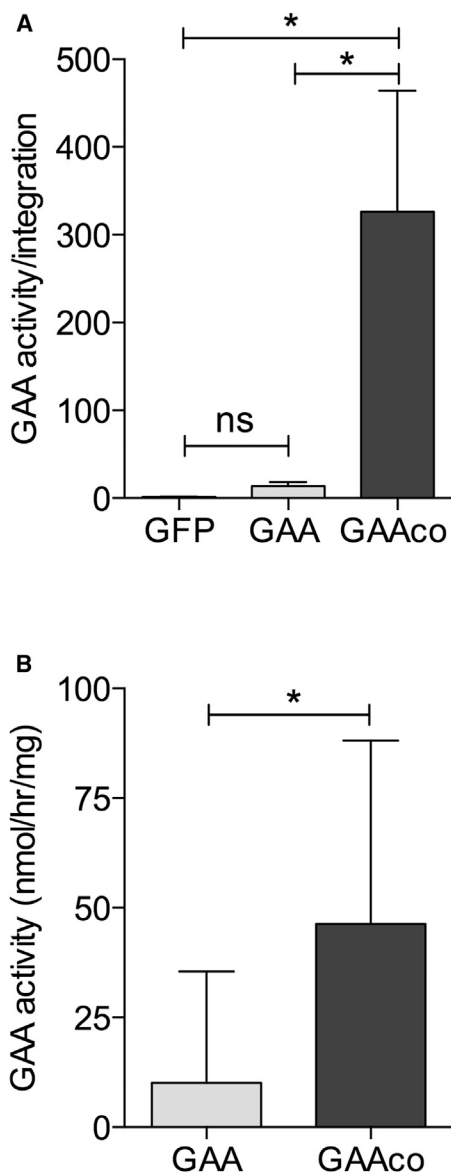 A
*
*
GAA activity/integration
500
400
300
200
100
0
ns
GFP GAA GAAco
B
*
GAA activity (nmol/hr/mg)
100
75
50
25
0
GAA GAAco